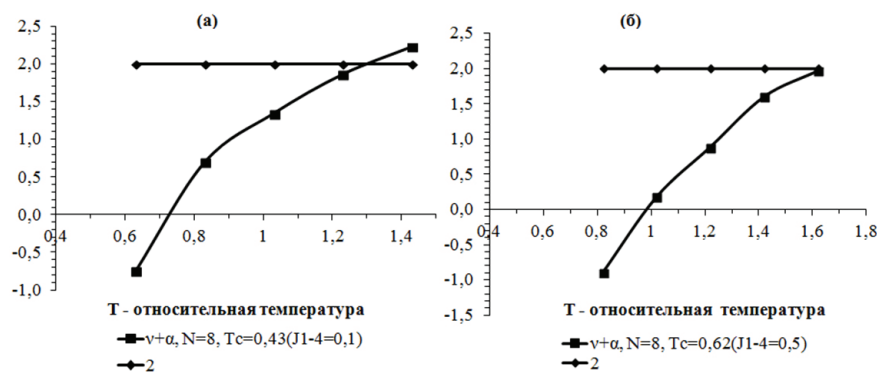 (а)
2,5
2,0
1,5
1,0
0,5
0,0
-0,5
-1,0
0,4 0,6 0,8 1 1,2 1,4
T - относительная температура
ν+α, N=8, Tc=0,43(J1-4=0,1)
2
(б)
2,5
2,0
1,5
1,0
0,5
0,0
-0,5
-1,0
-1,5
0,4 0,6 0,8 1 1,2 1,4 1,6 1,8
T - относительная температура
ν+α, N=8, Tc=0,62(J1-4=0,5)
2